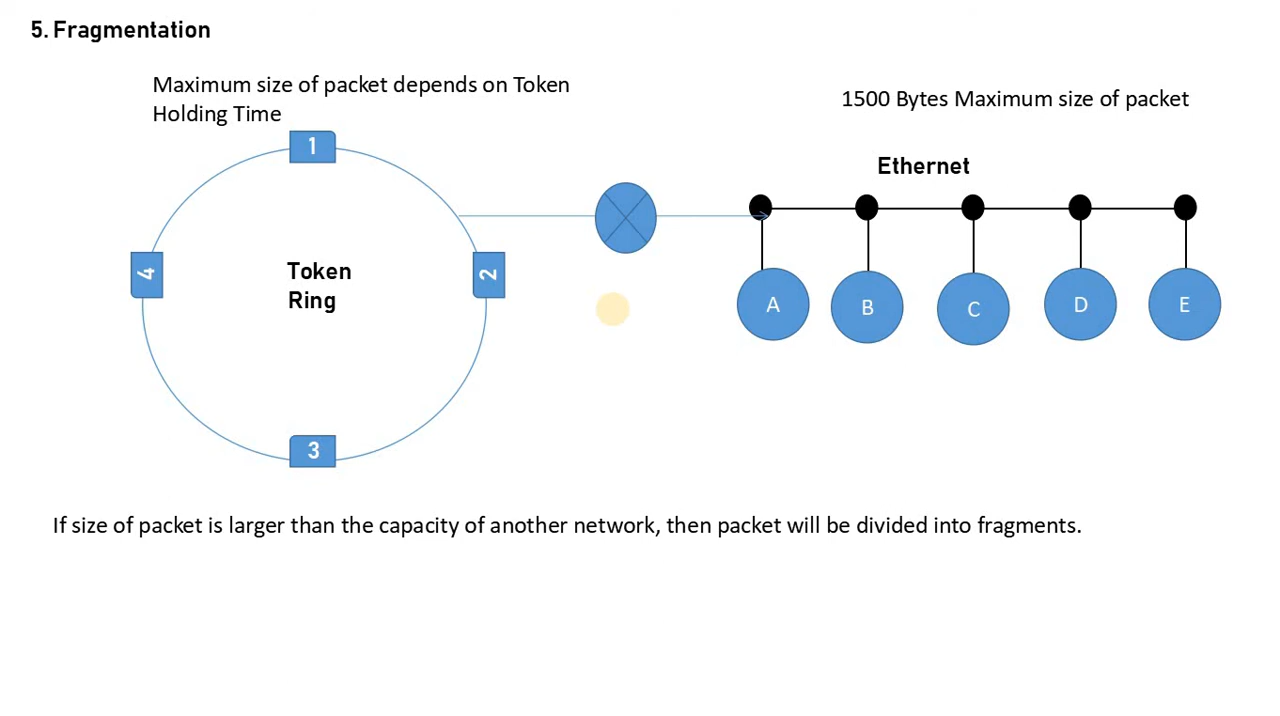 5. Fragmentation
Maximum size of packet depends on Token
Holding Time
1500 Bytes Maximum size of packet
Ethernet
1
4
Token
Ring
2
3
A
B
C
D
E
If size of packet is larger than the capacity of another network, then packet will be divided into fragments.